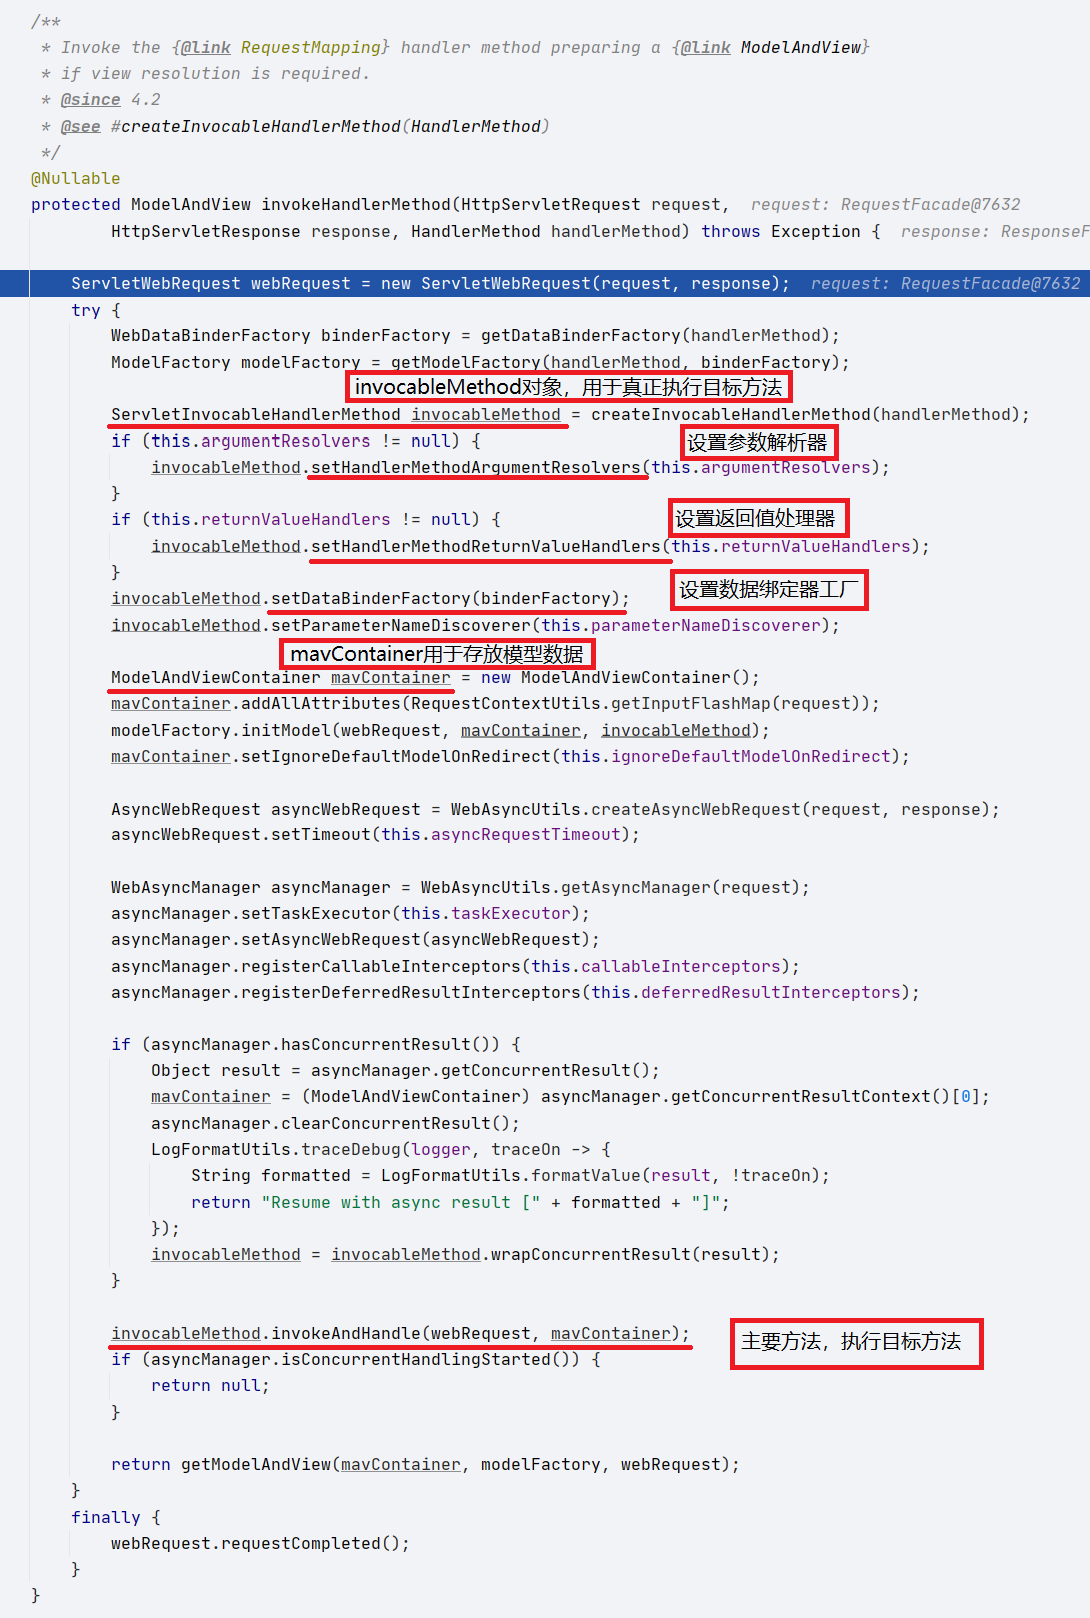 /**
 * Invoke the {@link RequestMapping} handler method preparing a {@link ModelAndView}
 * if view resolution is required.
 * @since 4.2
 * @see #createInvocableHandlerMethod(HandlerMethod)
 */
@Nullable
protected ModelAndView invokeHandlerMethod(HttpServletRequest request,  request: RequestFacade@7632
        HttpServletResponse response, HandlerMethod handlerMethod) throws Exception {  response: ResponseF
    ServletWebRequest webRequest = new ServletWebRequest(request, response);  request: RequestFacade@7632
    try {
        WebDataBinderFactory binderFactory = getDataBinderFactory(handlerMethod);
        ModelFactory modelFactory = getModelFactory(handlerMethod, binderFactory);
invocableMethod对象，用于真正执行目标方法
        ServletInvocableHandlerMethod invocableMethod = createInvocableHandlerMethod(handlerMethod);
        if (this.argumentResolvers != null) {
设置参数解析器
            invocableMethod.setHandlerMethodArgumentResolvers(this.argumentResolvers);
        }
        if (this.returnValueHandlers != null) {
设置返回值处理器
            invocableMethod.setHandlerMethodReturnValueHandlers(this.returnValueHandlers);
        }
设置数据绑定器工厂
        invocableMethod.setDataBinderFactory(binderFactory);
        invocableMethod.setParameterNameDiscoverer(this.parameterNameDiscoverer);
mavContainer用于存放模型数据
        ModelAndViewContainer mavContainer = new ModelAndViewContainer();
        mavContainer.addAllAttributes(RequestContextUtils.getInputFlashMap(request));
        modelFactory.initModel(webRequest, mavContainer, invocableMethod);
        mavContainer.setIgnoreDefaultModelOnRedirect(this.ignoreDefaultModelOnRedirect);
        AsyncWebRequest asyncWebRequest = WebAsyncUtils.createAsyncWebRequest(request, response);
        asyncWebRequest.setTimeout(this.asyncRequestTimeout);
        WebAsyncManager asyncManager = WebAsyncUtils.getAsyncManager(request);
        asyncManager.setTaskExecutor(this.taskExecutor);
        asyncManager.setAsyncWebRequest(asyncWebRequest);
        asyncManager.registerCallableInterceptors(this.callableInterceptors);
        asyncManager.registerDeferredResultInterceptors(this.deferredResultInterceptors);
        if (asyncManager.hasConcurrentResult()) {
            Object result = asyncManager.getConcurrentResult();
            mavContainer = (ModelAndViewContainer) asyncManager.getConcurrentResultContext()[0];
            asyncManager.clearConcurrentResult();
            LogFormatUtils.traceDebug(logger, traceOn -> {
                String formatted = LogFormatUtils.formatValue(result, !traceOn);
                return "Resume with async result [" + formatted + "]";
            });
            invocableMethod = invocableMethod.wrapConcurrentResult(result);
        }
        invocableMethod.invokeAndHandle(webRequest, mavContainer);
主要方法，执行目标方法
        if (asyncManager.isConcurrentHandlingStarted()) {
            return null;
        }
        return getModelAndView(mavContainer, modelFactory, webRequest);
    }
    finally {
        webRequest.requestCompleted();
    }
}